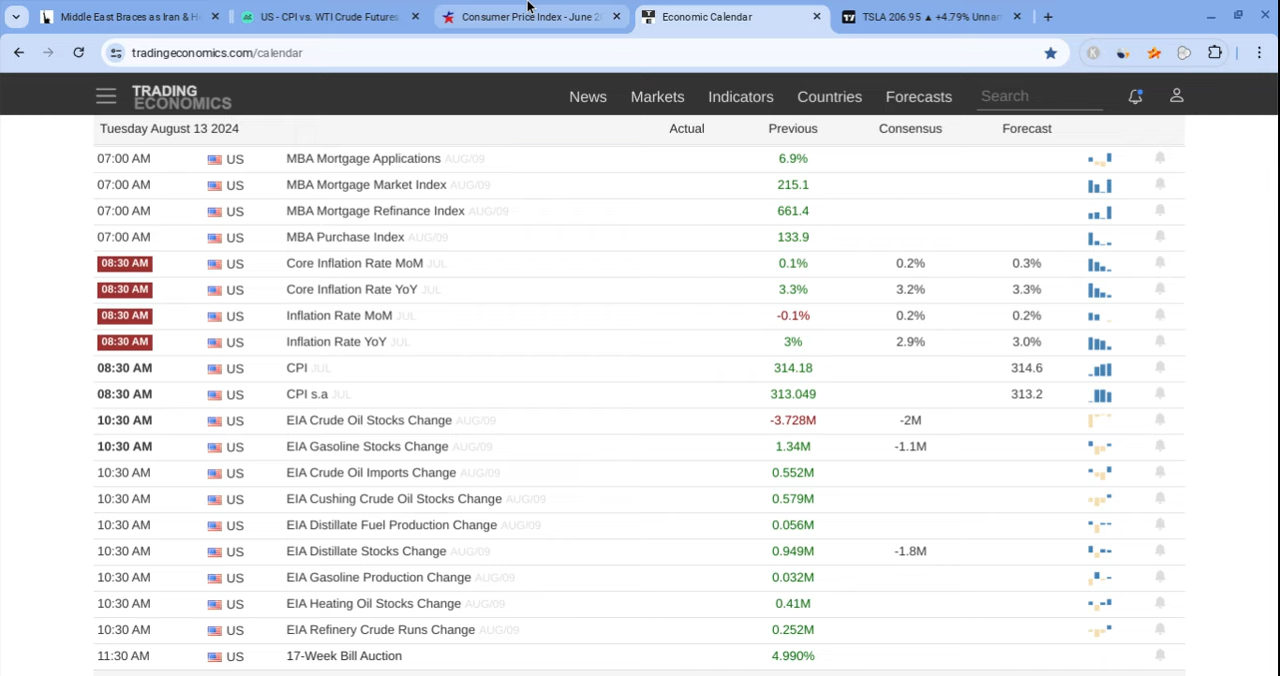 Middle East Braces as Iran & H
US - CPI vs. WTI Crude Futures
Consumer Price Index - June 2
Economic Calendar
TSLA 206.95 ▲ +4.79% Unnar
tradingeconomics.com/calendar
TRADING ECONOMICS
News Markets Indicators Countries Forecasts Search
Tuesday August 13 2024 Actual Previous Consensus Forecast
07:00 AM US MBA Mortgage Applications AUG/09 6.9%
07:00 AM US MBA Mortgage Market Index AUG/09 215.1
07:00 AM US MBA Mortgage Refinance Index AUG/09 661.4
07:00 AM US MBA Purchase Index AUG/09 133.9
08:30 AM US Core Inflation Rate MoM JUL 0.1% 0.2% 0.3%
08:30 AM US Core Inflation Rate YoY JUL 3.3% 3.2% 3.3%
08:30 AM US Inflation Rate MoM JUL -0.1% 0.2% 0.2%
08:30 AM US Inflation Rate YoY JUL 3% 2.9% 3.0%
08:30 AM US CPI JUL 314.18 314.6
08:30 AM US CPI s.a JUL 313.049 313.2
10:30 AM US EIA Crude Oil Stocks Change AUG/09 -3.728M -2M
10:30 AM US EIA Gasoline Stocks Change AUG/09 1.34M -1.1M
10:30 AM US EIA Crude Oil Imports Change AUG/09 0.552M
10:30 AM US EIA Cushing Crude Oil Stocks Change AUG/09 0.579M
10:30 AM US EIA Distillate Fuel Production Change AUG/09 0.056M
10:30 AM US EIA Distillate Stocks Change AUG/09 0.949M -1.8M
10:30 AM US EIA Gasoline Production Change AUG/09 0.032M
10:30 AM US EIA Heating Oil Stocks Change AUG/09 0.41M
10:30 AM US EIA Refinery Crude Runs Change AUG/09 0.252M
11:30 AM US 17-Week Bill Auction 4.990%